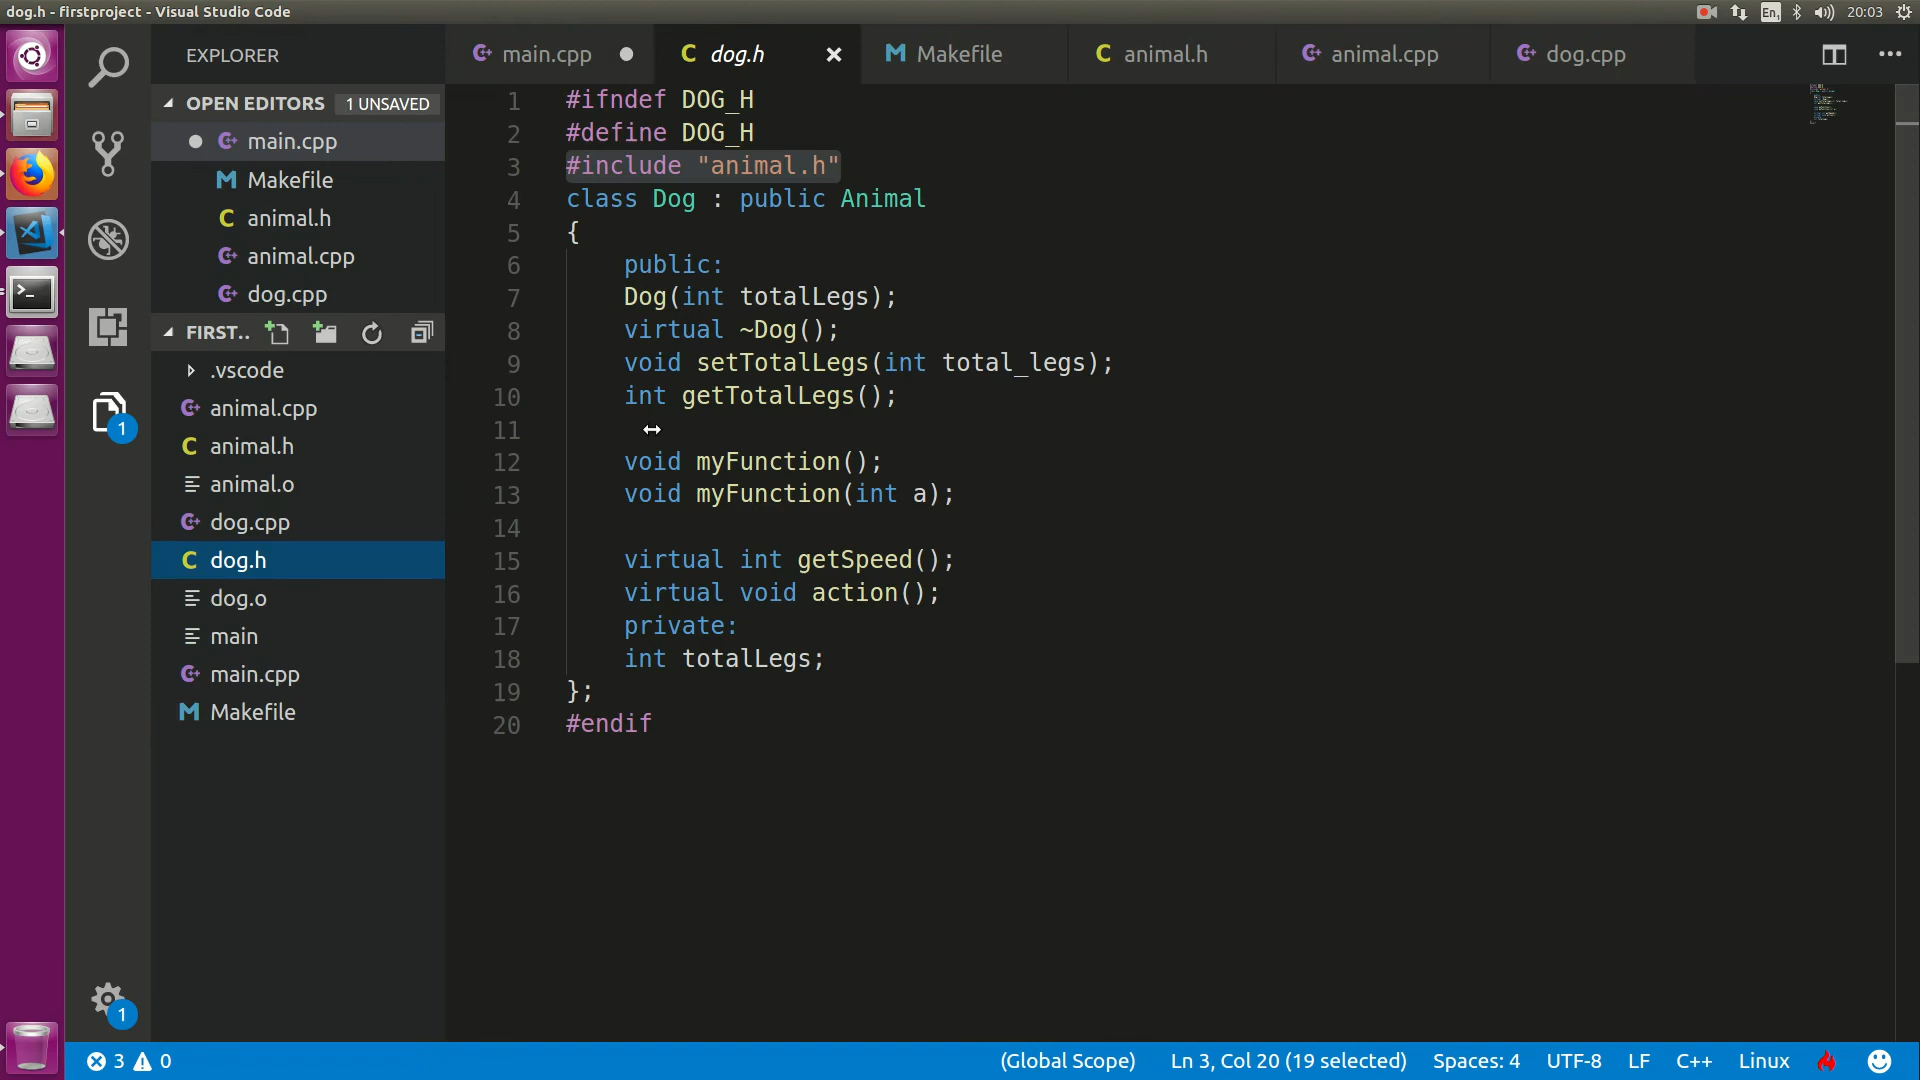 dog.h - firstproject - Visual Studio Code
En
20:03
EXPLORER
main.cpp
dog.h
Makefile
animal.h
animal.cpp
dog.cpp
OPEN EDITORS
1 UNSAVED
main.cpp
Makefile
animal.h
animal.cpp
dog.cpp
FIRST..
.vscode
animal.cpp
animal.h
animal.o
dog.cpp
dog.h
dog.o
main
main.cpp
Makefile
1
1
1 #ifndef DOG_H
2 #define DOG_H
3 #include "animal.h"
4 class Dog : public Animal
5 {
6 public:
7 Dog(int totalLegs);
8 virtual ~Dog();
9 void setTotalLegs(int total_legs);
10 int getTotalLegs();
11
12 void myFunction();
13 void myFunction(int a);
14
15 virtual int getSpeed();
16 virtual void action();
17 private:
18 int totalLegs;
19 };
20 #endif
3 0 (Global Scope) Ln 3, Col 20 (19 selected) Spaces: 4 UTF-8 LF C++ Linux